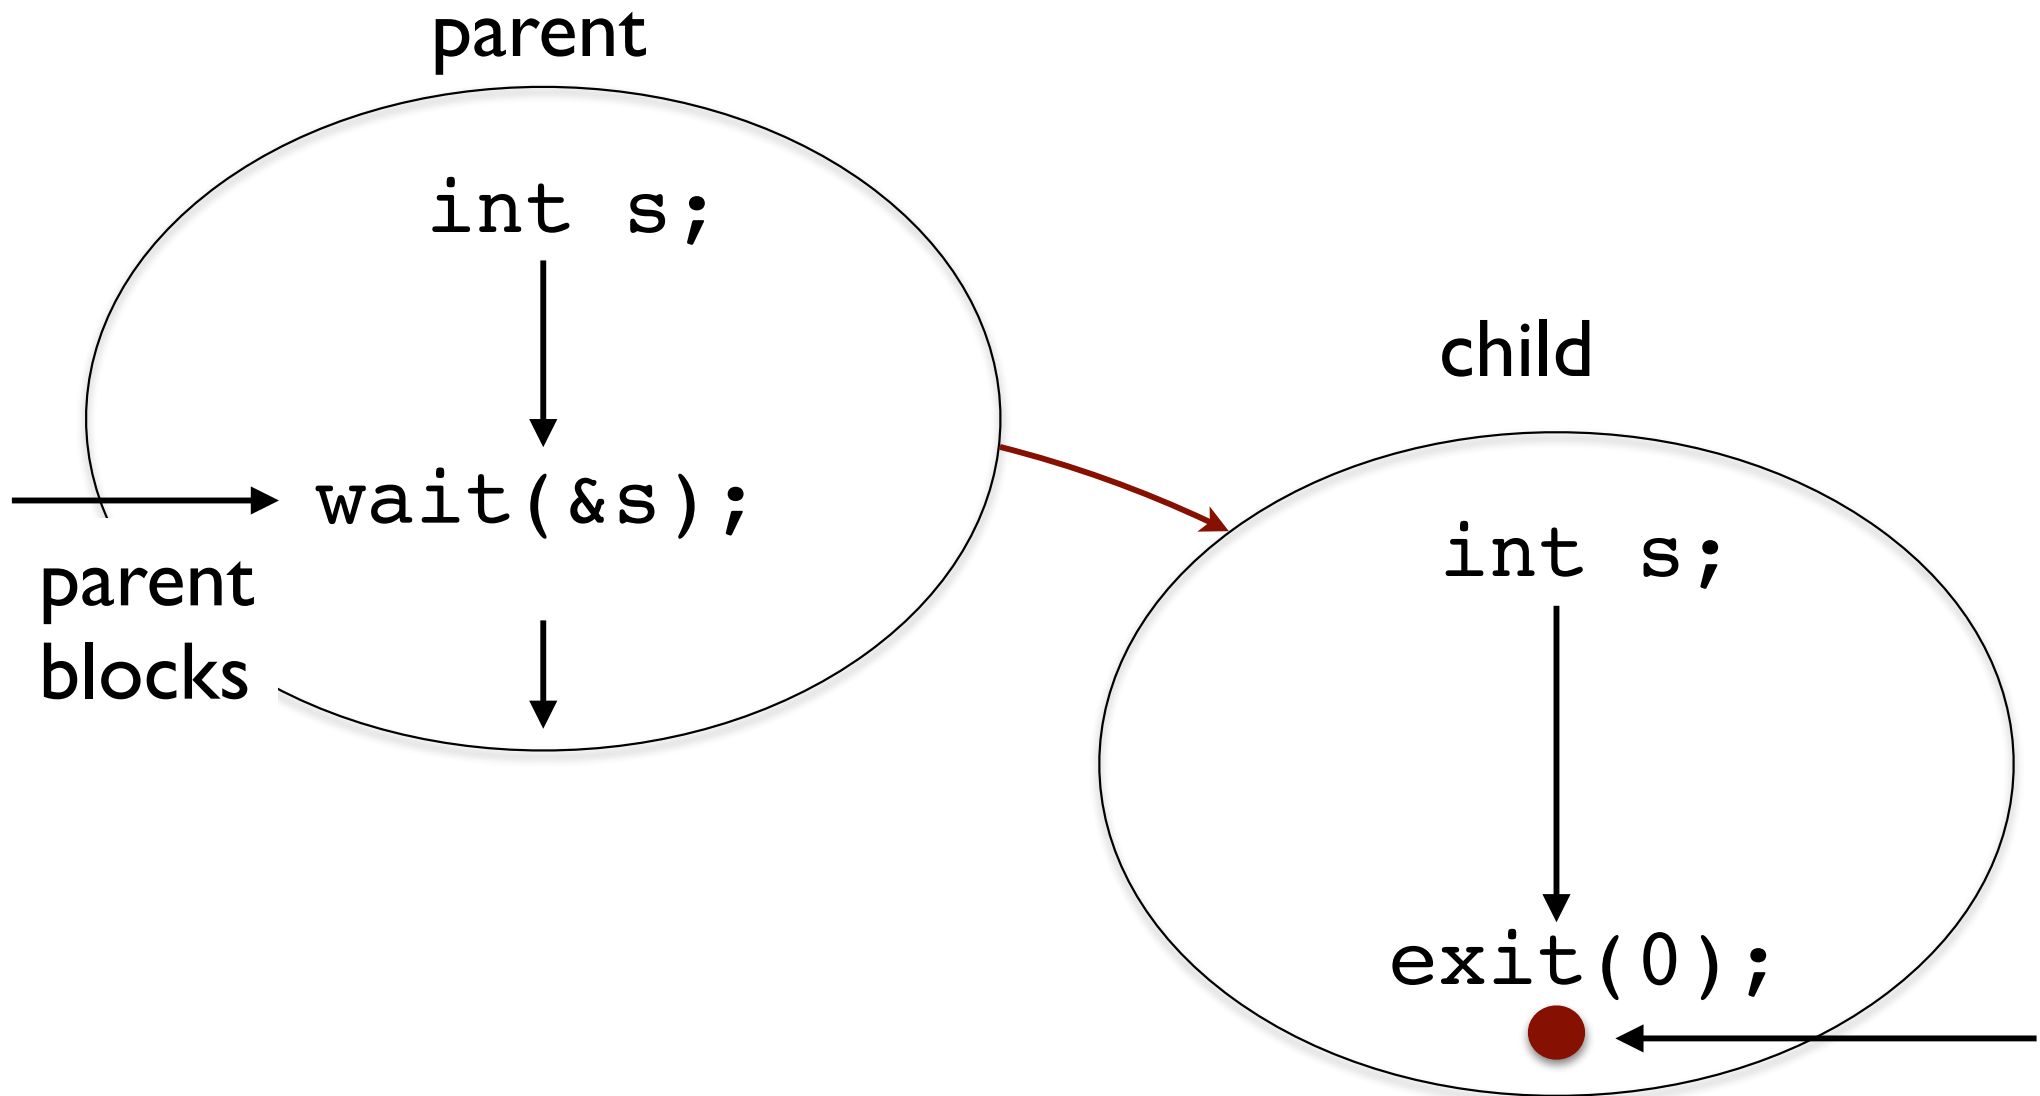 parent
int s;
wait(&s);
parent
blocks
child
int s;
exit(0);